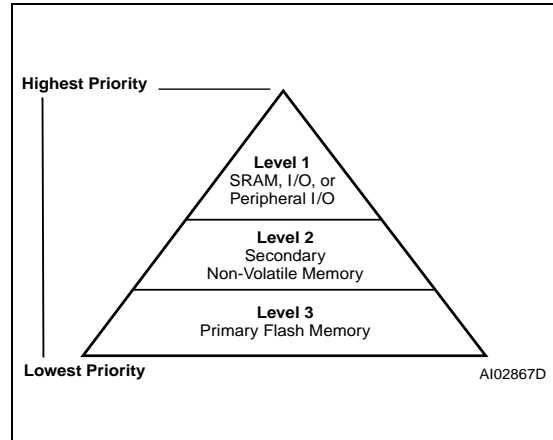 Highest Priority
Level 1
SRAM, I/O, or
Peripheral I/O
Level 2
Secondary
Non-Volatile Memory
Level 3
Primary Flash Memory
Lowest Priority
AI02867D